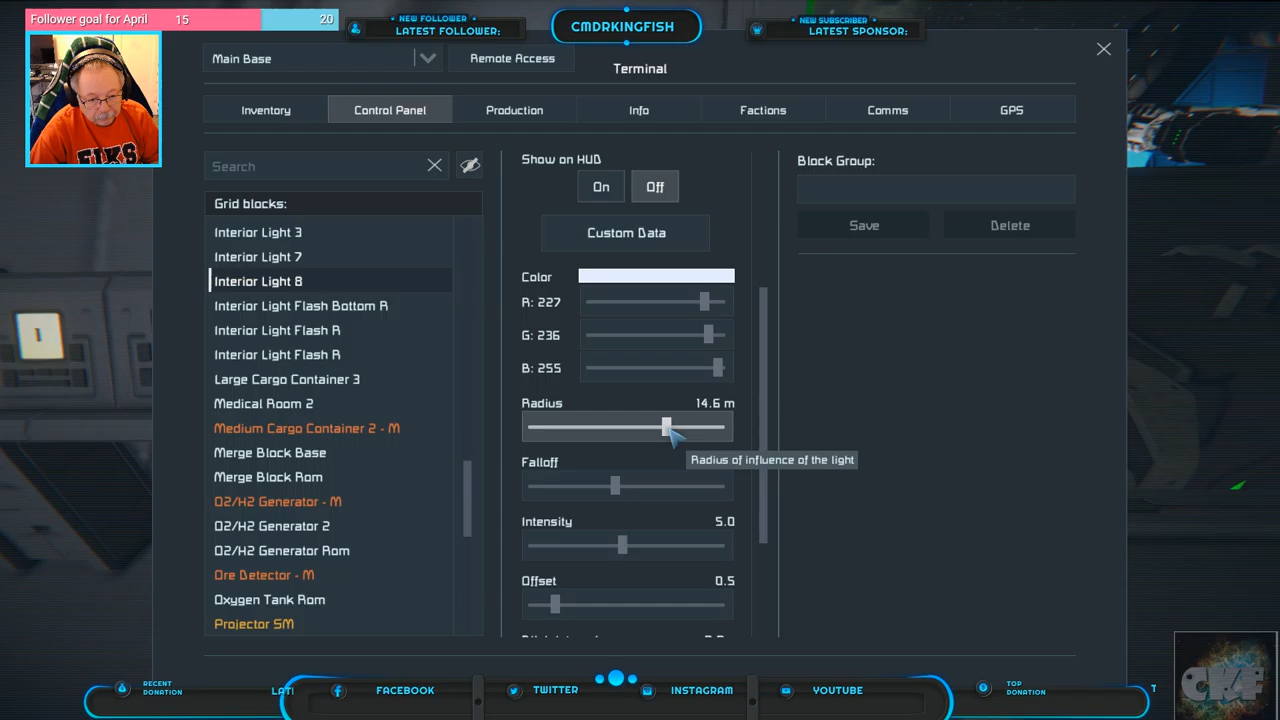 Follower goal for April 15 20
NEW FOLLOWER
LATEST FOLLOWER:
CMDRKINGFISH
NEW SUBSCRIBER
LATEST SPONSOR:
Main Base
Remote Access
Terminal
Inventory
Control Panel
Production
Info
Factions
Comms
GPS
Search
Grid blocks:
Interior Light 3
Interior Light 7
Interior Light 8
Interior Light Flash Bottom R
Interior Light Flash R
Interior Light Flash R
Large Cargo Container 3
Medical Room 2
Medium Cargo Container 2 - M
Merge Block Base
Merge Block Rom
O2/H2 Generator - M
O2/H2 Generator 2
O2/H2 Generator Rom
Ore Detector - M
Oxygen Tank Rom
Projector SM
Show on HUD
On
Off
Custom Data
Color
R: 227
G: 236
B: 255
Radius 14.6 m
Radius of influence of the light
Falloff
Intensity 5.0
Offset 0.5
Block Group:
Save
Delete
RECENT
DONATION
LATI
FACEBOOK
TWITTER
INSTAGRAM
YOUTUBE
TOP
DONATION
CKF